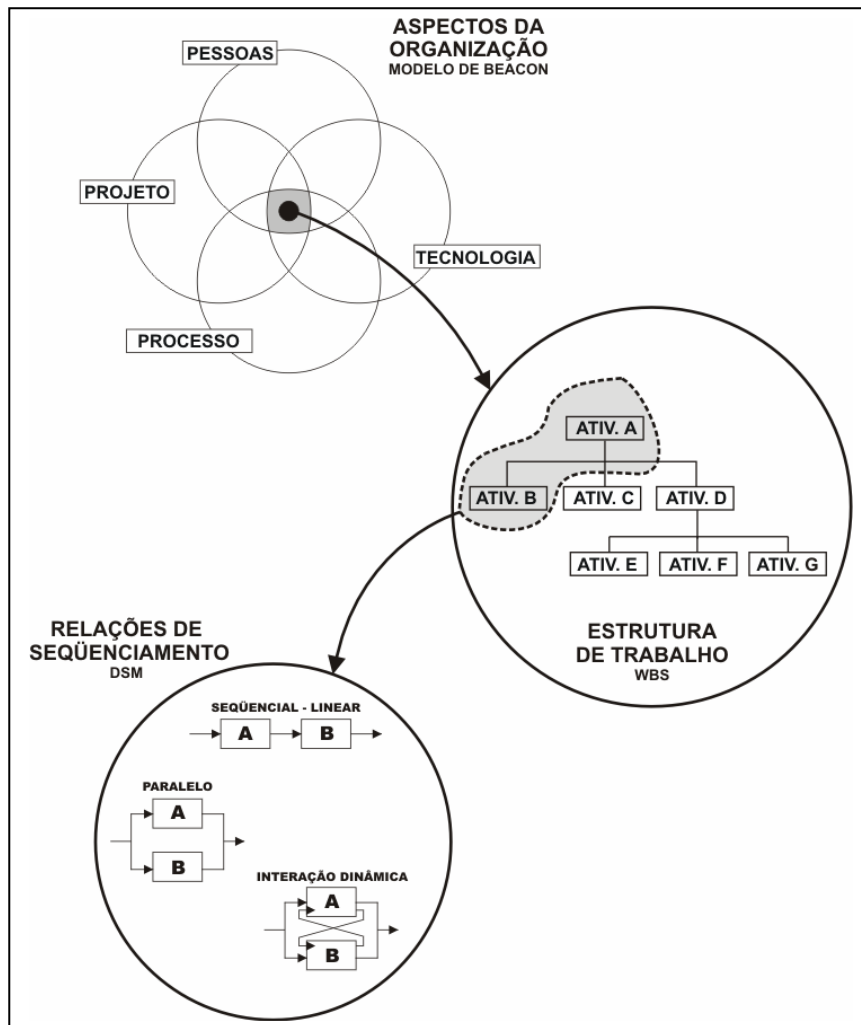 ASPECTOS DA
ORGANIZAÇÃO
MODELO DE BEACON
PESSOAS
PROJETO
TECNOLOGIA
PROCESSO
ATIV. A
ATIV. B
ATIV. C
ATIV. D
ATIV. E
ATIV. F
ATIV. G
ESTRUTURA
DE TRABALHO
WBS
RELAÇÕES DE
SEQÜENCIAMENTO
DSM
SEQÜENCIAL - LINEAR
A
B
PARALELO
A
B
INTERAÇÃO DINÂMICA
A
B